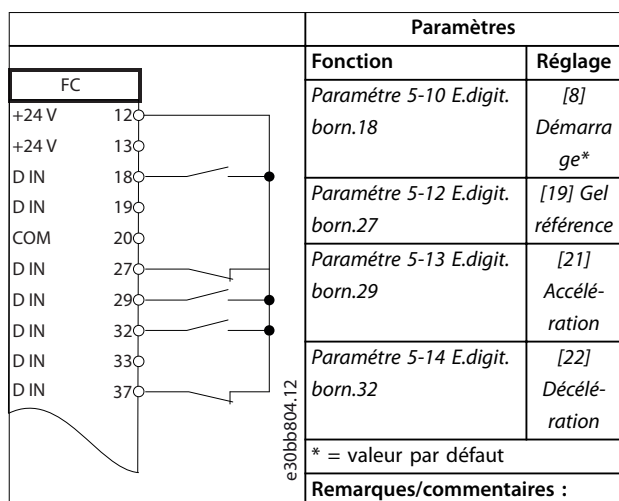 Paramètres
Fonction Réglage
FC
+24 V 12
+24 V 13
D IN 18
D IN 19
COM 20
D IN 27
D IN 29
D IN 32
D IN 33
D IN 37
e30bb804.12
Paramétre 5-10 E.digit.
born.18
[8]
Démarra
ge*
Paramétre 5-12 E.digit.
born.27
[19] Gel
référence
Paramétre 5-13 E.digit.
born.29
[21]
Accélé-
ration
Paramétre 5-14 E.digit.
born.32
[22]
Décélé-
ration
* = valeur par défaut
Remarques/commentaires :